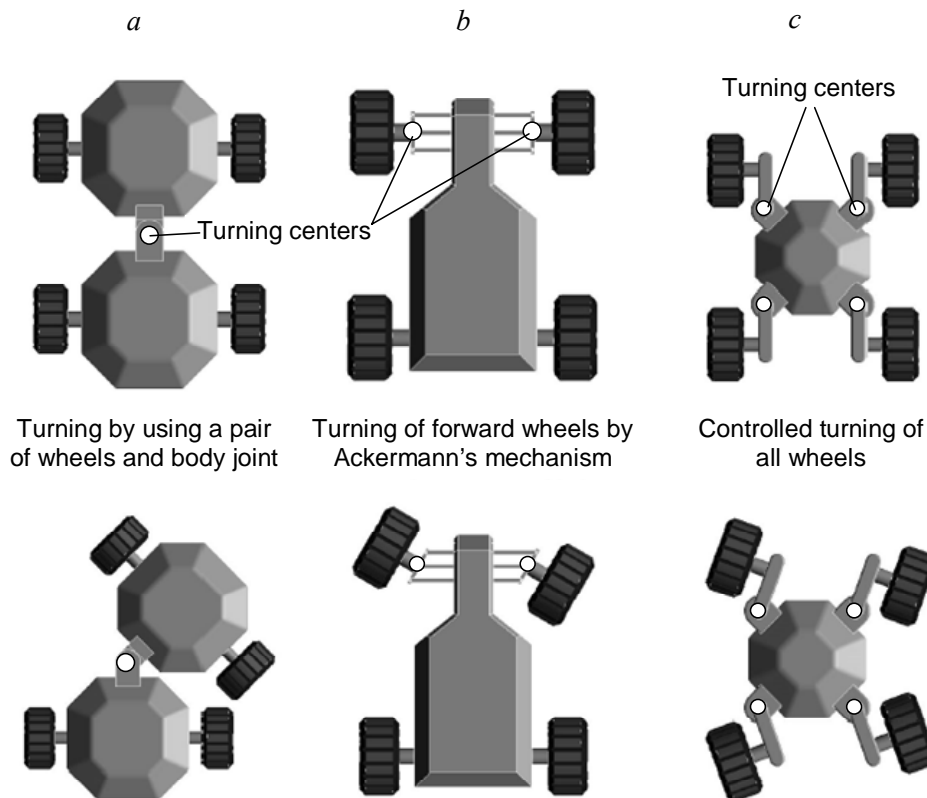 a
b
c
Turning centers
Turning centers
Turning by using a pair
of wheels and body joint
Turning of forward wheels by
Ackermann’s mechanism
Controlled turning of
all wheels